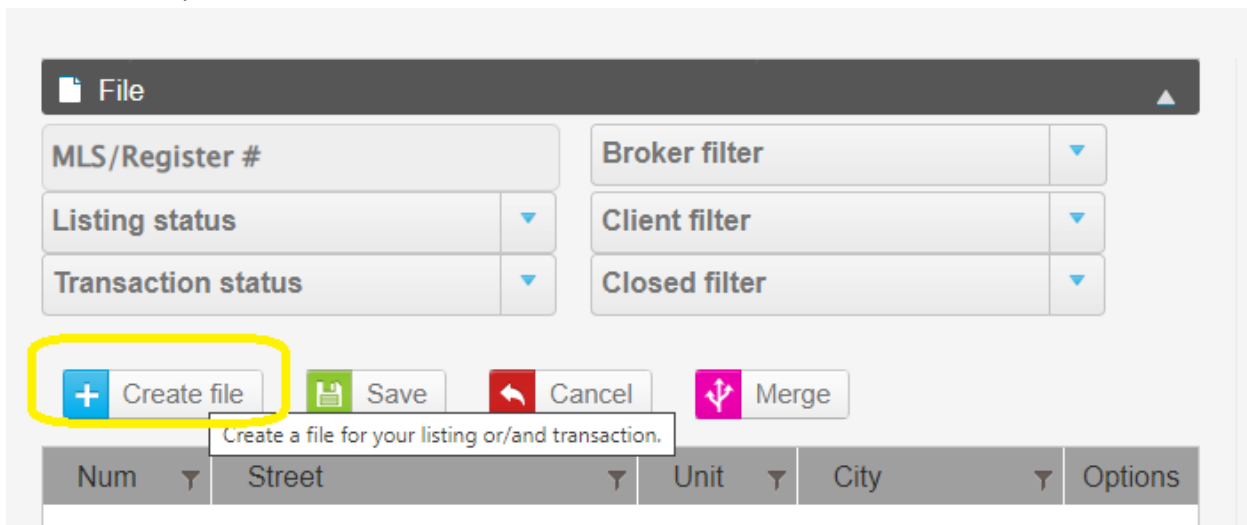 File
MLS/Register # Broker filter
Listing status Client filter
Transaction status Closed filter
Create file Save Cancel Merge
Create a file for your listing or/and transaction.
Num Street Unit City Options